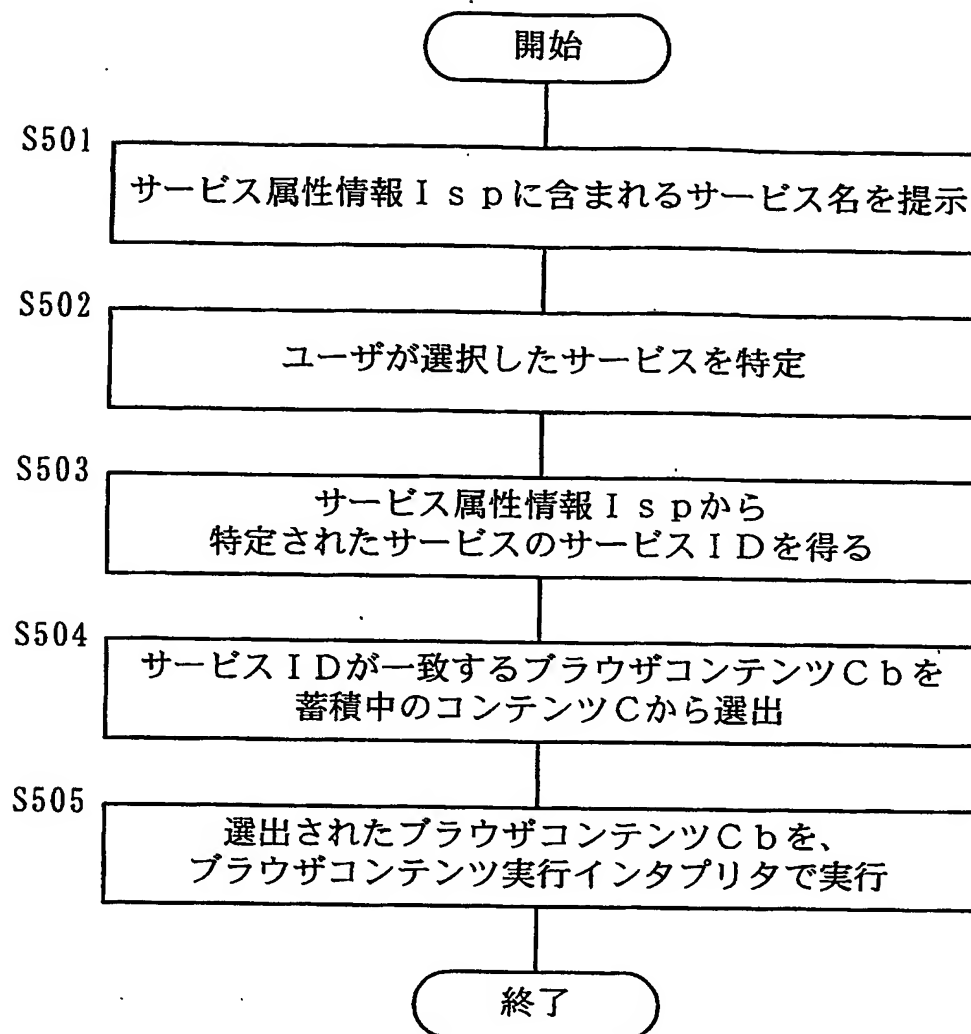 開始
S501
サービス属性情報Ispに含まれるサービス名を提示
S502
ユーザが選択したサービスを特定
S503
サービス属性情報Ispから
特定されたサービスのサービスIDを得る
S504
サービスIDが一致するブラウザコンテンツCbを
蓄積中のコンテンツCから選出
S505
選出されたブラウザコンテンツCbを、
ブラウザコンテンツ実行インタプリタで実行
終了